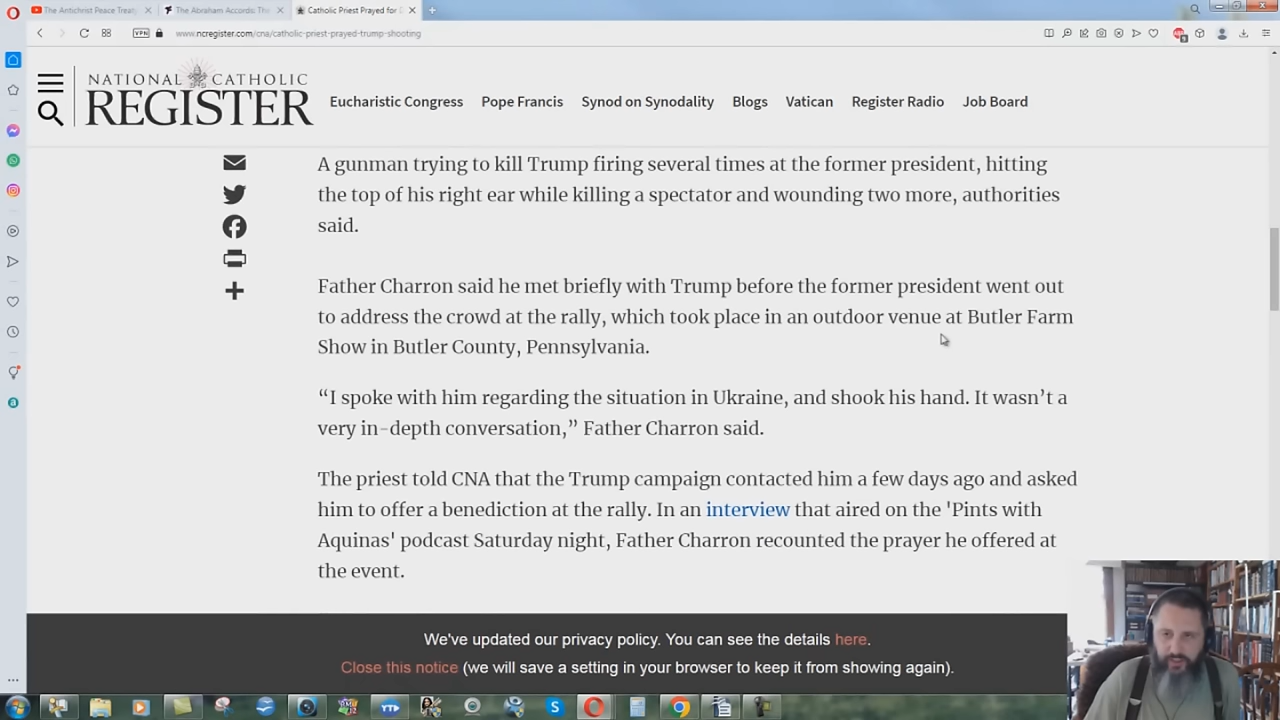 The Antichrist Peace Treaty
The Abraham Accords: The
Catholic Priest Prayed for D
VPN
www.ncregister.com/cna/catholic-priest-prayed-trump-shooting
NATIONAL CATHOLIC
REGISTER
Eucharistic Congress
Pope Francis
Synod on Synodality
Blogs
Vatican
Register Radio
Job Board
A gunman trying to kill Trump firing several times at the former president, hitting
the top of his right ear while killing a spectator and wounding two more, authorities
said.
Father Charron said he met briefly with Trump before the former president went out
to address the crowd at the rally, which took place in an outdoor venue at Butler Farm
Show in Butler County, Pennsylvania.
“I spoke with him regarding the situation in Ukraine, and shook his hand. It wasn’t a
very in-depth conversation,” Father Charron said.
The priest told CNA that the Trump campaign contacted him a few days ago and asked
him to offer a benediction at the rally. In an interview that aired on the 'Pints with
Aquinas' podcast Saturday night, Father Charron recounted the prayer he offered at
the event.
We've updated our privacy policy. You can see the details here.
Close this notice (we will save a setting in your browser to keep it from showing again).
YTD